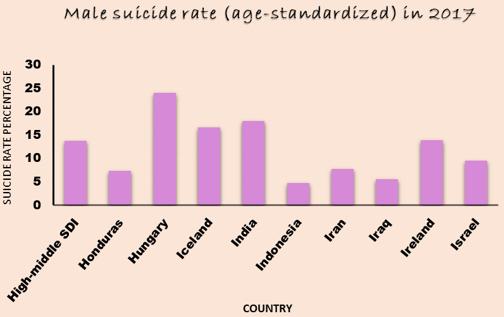 Male suicide rate (age-standardized) in 2017
SUICIDE RATE PERCENTAGE
30
25
20
15
10
5
0
High-middle SDI
Honduras
Hungary
Iceland
India
Indonesia
Iran
Iraq
Ireland
Israel
COUNTRY